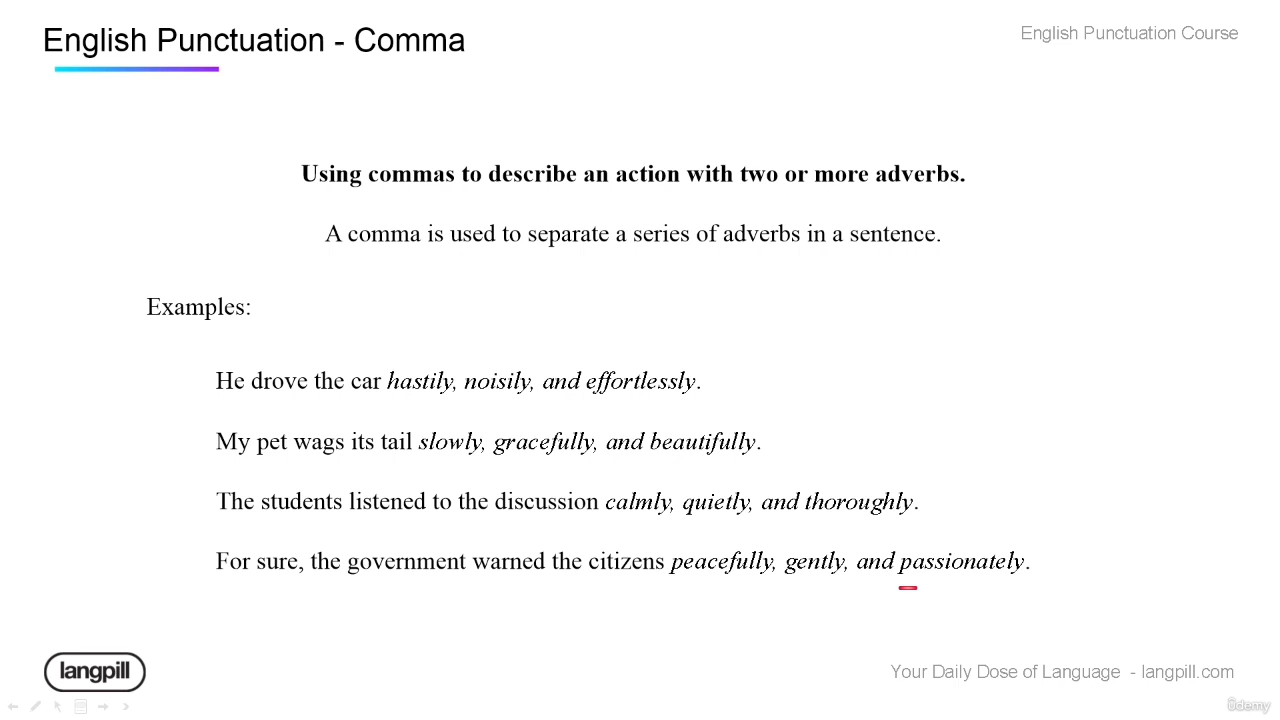 English Punctuation - Comma
English Punctuation Course
Using commas to describe an action with two or more adverbs.
A comma is used to separate a series of adverbs in a sentence.
Examples:
He drove the car hastily, noisily, and effortlessly.
My pet wags its tail slowly, gracefully, and beautifully.
The students listened to the discussion calmly, quietly, and thoroughly.
For sure, the government warned the citizens peacefully, gently, and passionately.
langpill
Your Daily Dose of Language - langpill.com
ûdemy